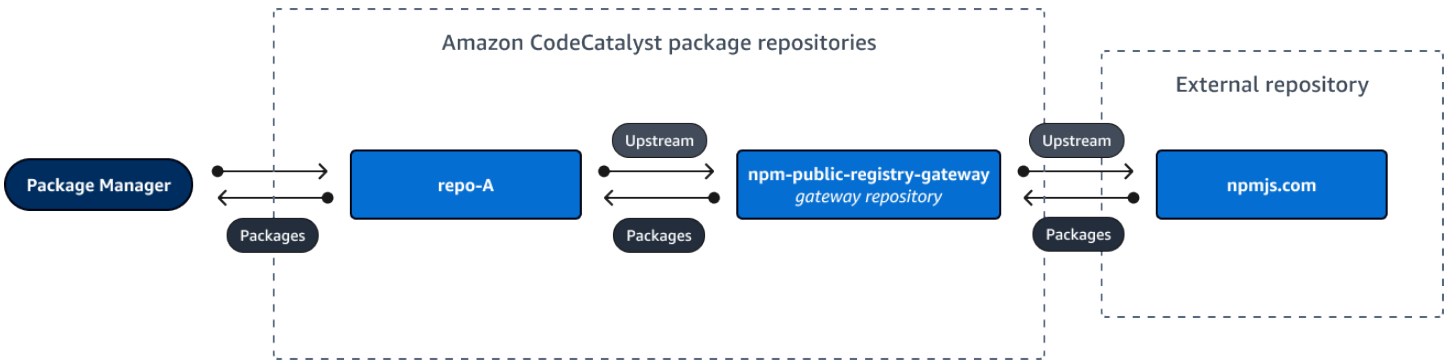 Amazon CodeCatalyst package repositories
External repository
Package Manager
Packages
repo-A
Upstream
Packages
npm-public-registry-gateway
gateway repository
Upstream
Packages
npmjs.com